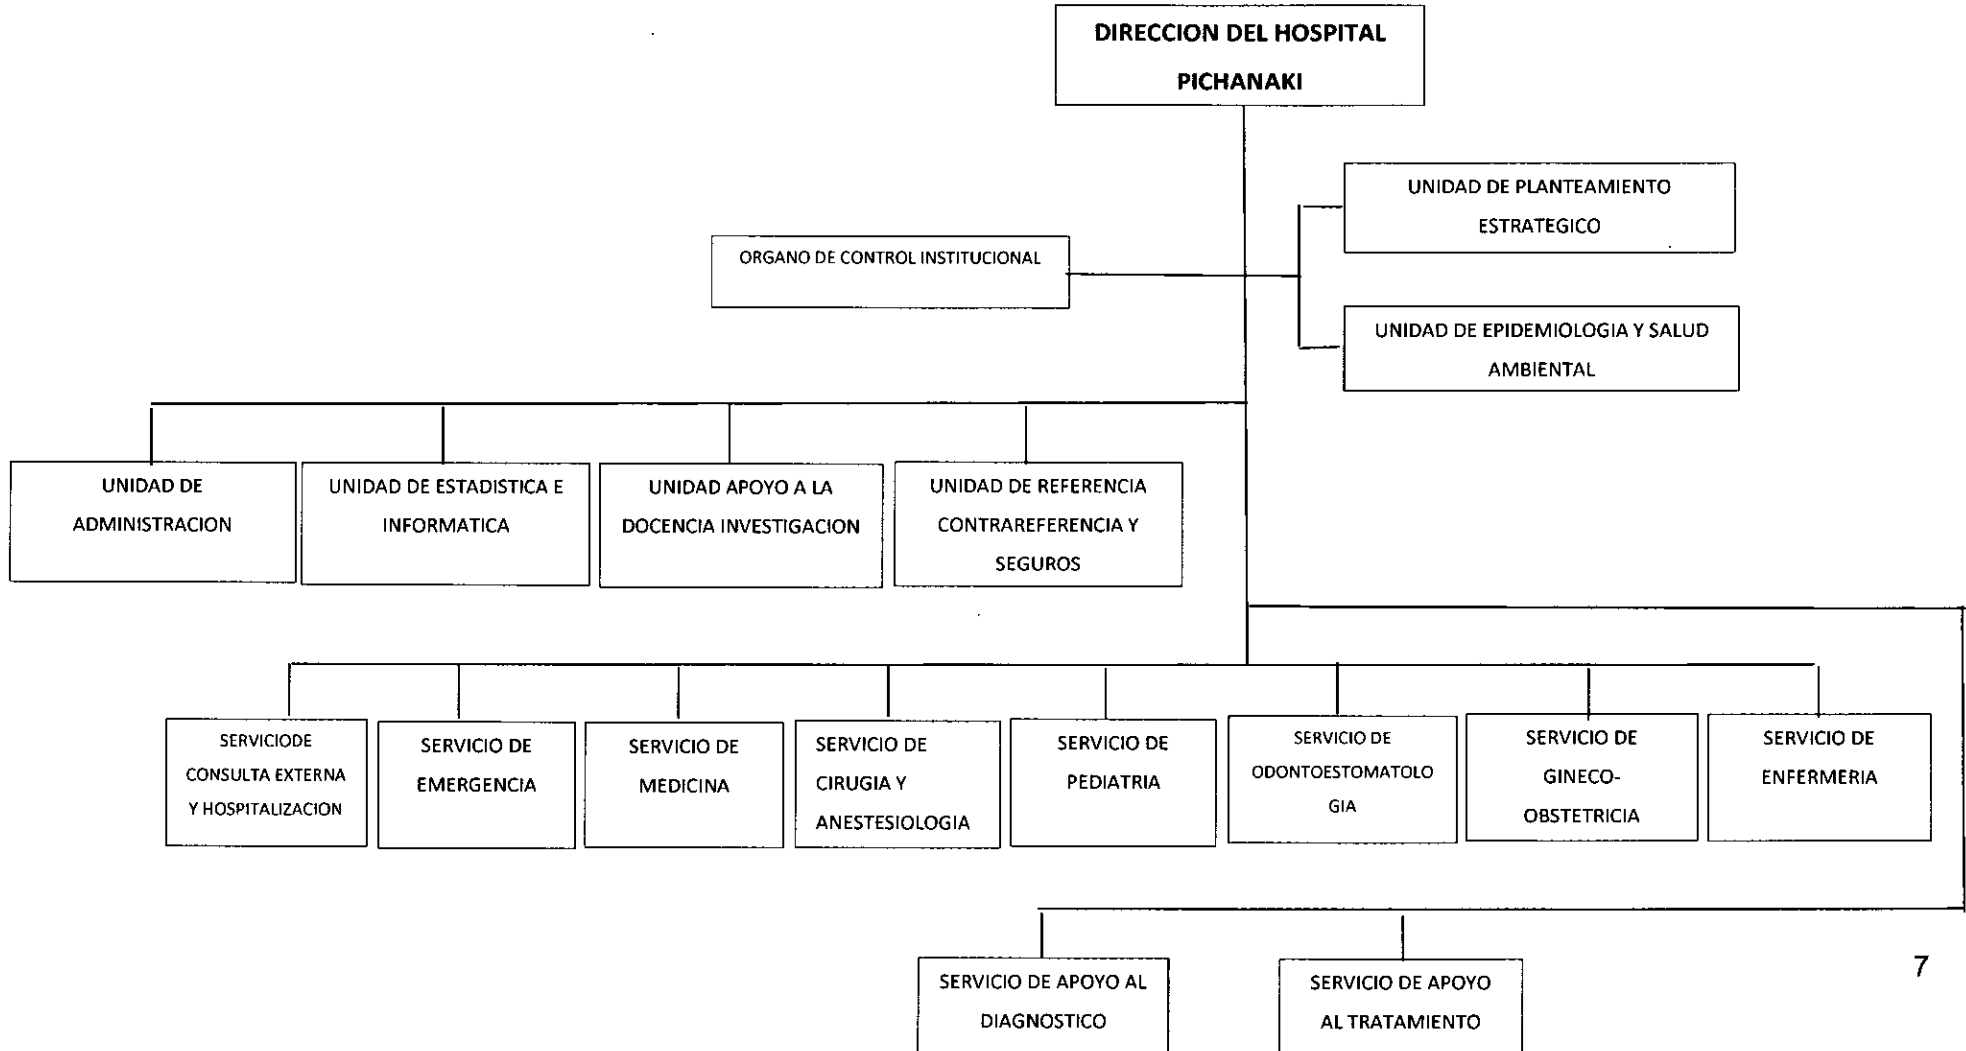 DIRECCION DEL HOSPITAL
PICHANAKI
UNIDAD DE PLANTEAMIENTO
ESTRATEGICO
ORGANO DE CONTROL INSTITUCIONAL
UNIDAD DE EPIDEMIOLOGIA Y SALUD
AMBIENTAL
UNIDAD DE
ADMINISTRACION
UNIDAD DE ESTADISTICA E
INFORMATICA
UNIDAD APOYO A LA
DOCENCIA INVESTIGACION
UNIDAD DE REFERENCIA
CONTRAREFERENCIA Y
SEGUROS
SERVICIODE
CONSULTA EXTERNA
Y HOSPITALIZACION
SERVICIO DE
EMERGENCIA
SERVICIO DE
MEDICINA
SERVICIO DE
CIRUGIA Y
ANESTESIOLOGIA
SERVICIO DE
PEDIATRIA
SERVICIO DE
ODONTOESTOMATOLO
GIA
SERVICIO DE
GINECO-
OBSTETRICIA
SERVICIO DE
ENFERMERIA
SERVICIO DE APOYO AL
DIAGNOSTICO
SERVICIO DE APOYO
AL TRATAMIENTO
7